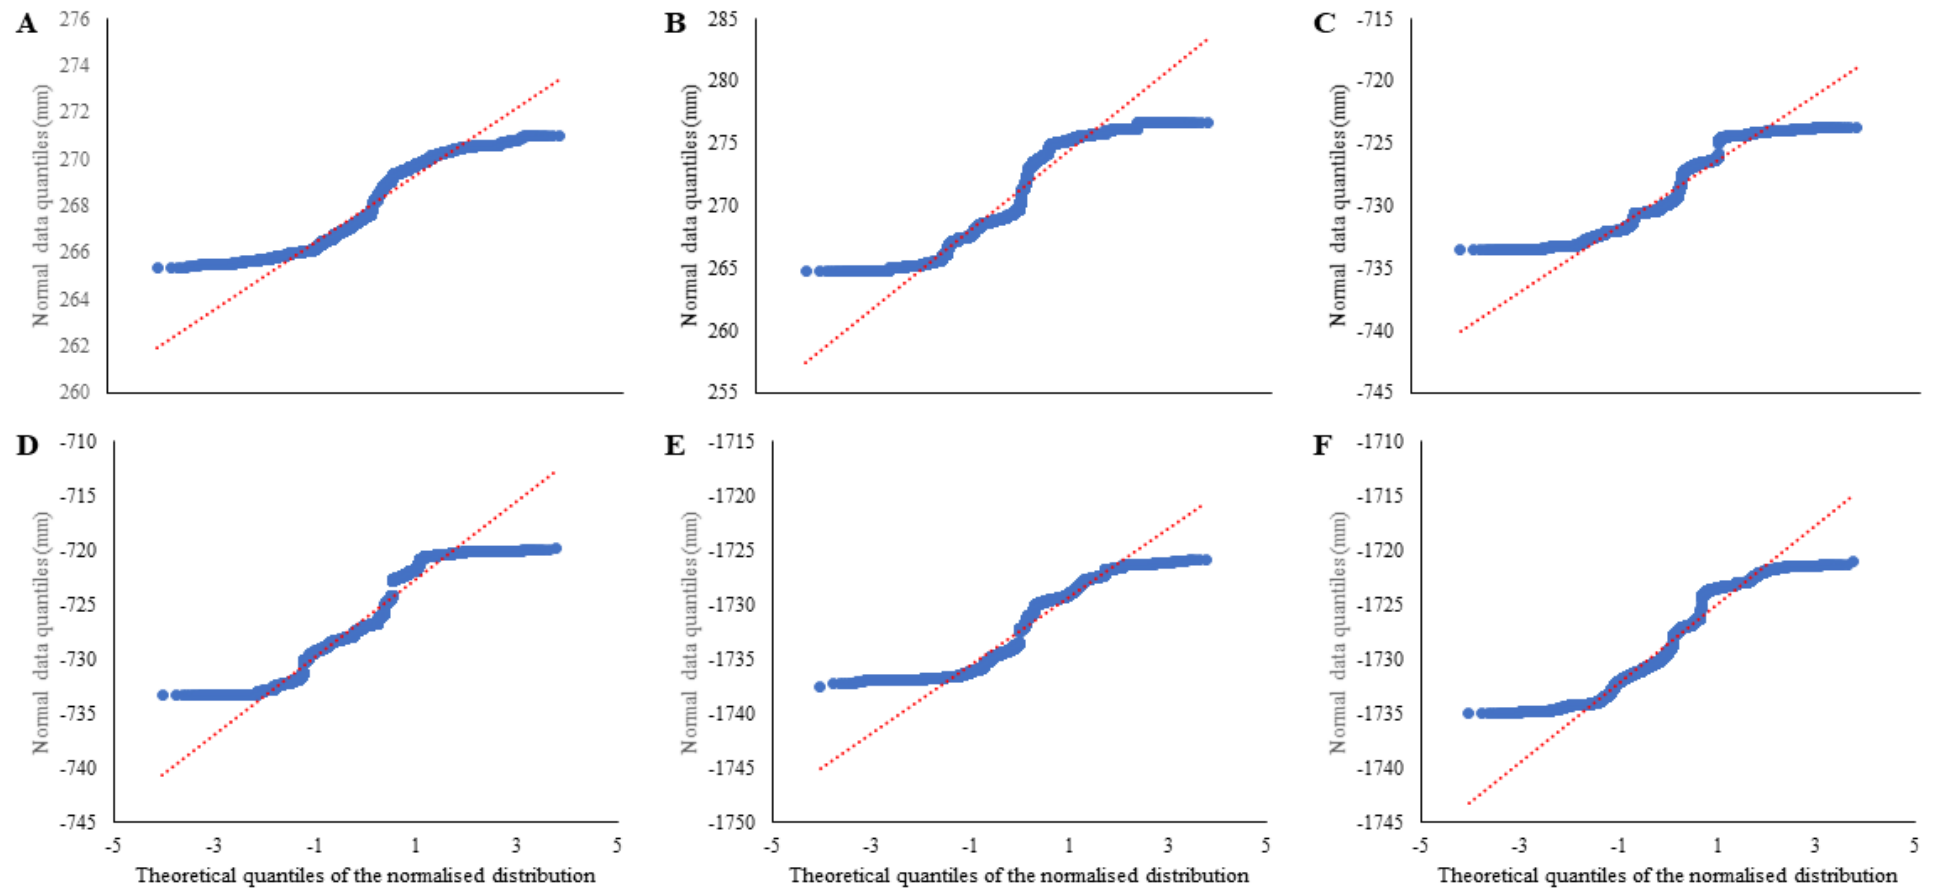 A
Normal data quantiles (mm)
276
274
272
270
268
266
264
262
260
B
Normal data quantiles (mm)
285
280
275
270
265
260
255
C
Normal data quantiles (mm)
-715
-720
-725
-730
-735
-740
-745
D
Normal data quantiles (mm)
-710
-715
-720
-725
-730
-735
-740
-745
-5 -3 -1 1 3 5
Theoretical quantiles of the normalised distribution
E
Normal data quantiles (mm)
-1715
-1720
-1725
-1730
-1735
-1740
-1745
-1750
-5 -3 -1 1 3 5
Theoretical quantiles of the normalised distribution
F
Normal data quantiles (mm)
-1710
-1715
-1720
-1725
-1730
-1735
-1740
-1745
-5 -3 -1 1 3 5
Theoretical quantiles of the normalised distribution